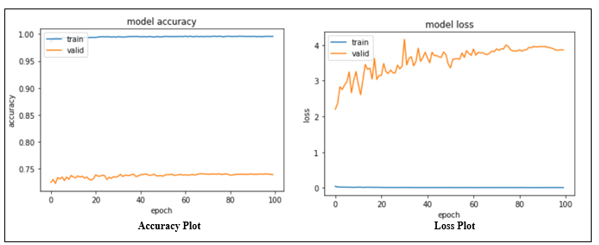 model accuracy
1.00
0.95
0.90
0.85
0.80
0.75
accuracy
train
valid
0
20
40
60
80
100
epoch
Accuracy Plot
model loss
4
3
2
1
0
loss
train
valid
0
20
40
60
80
100
epoch
Loss Plot